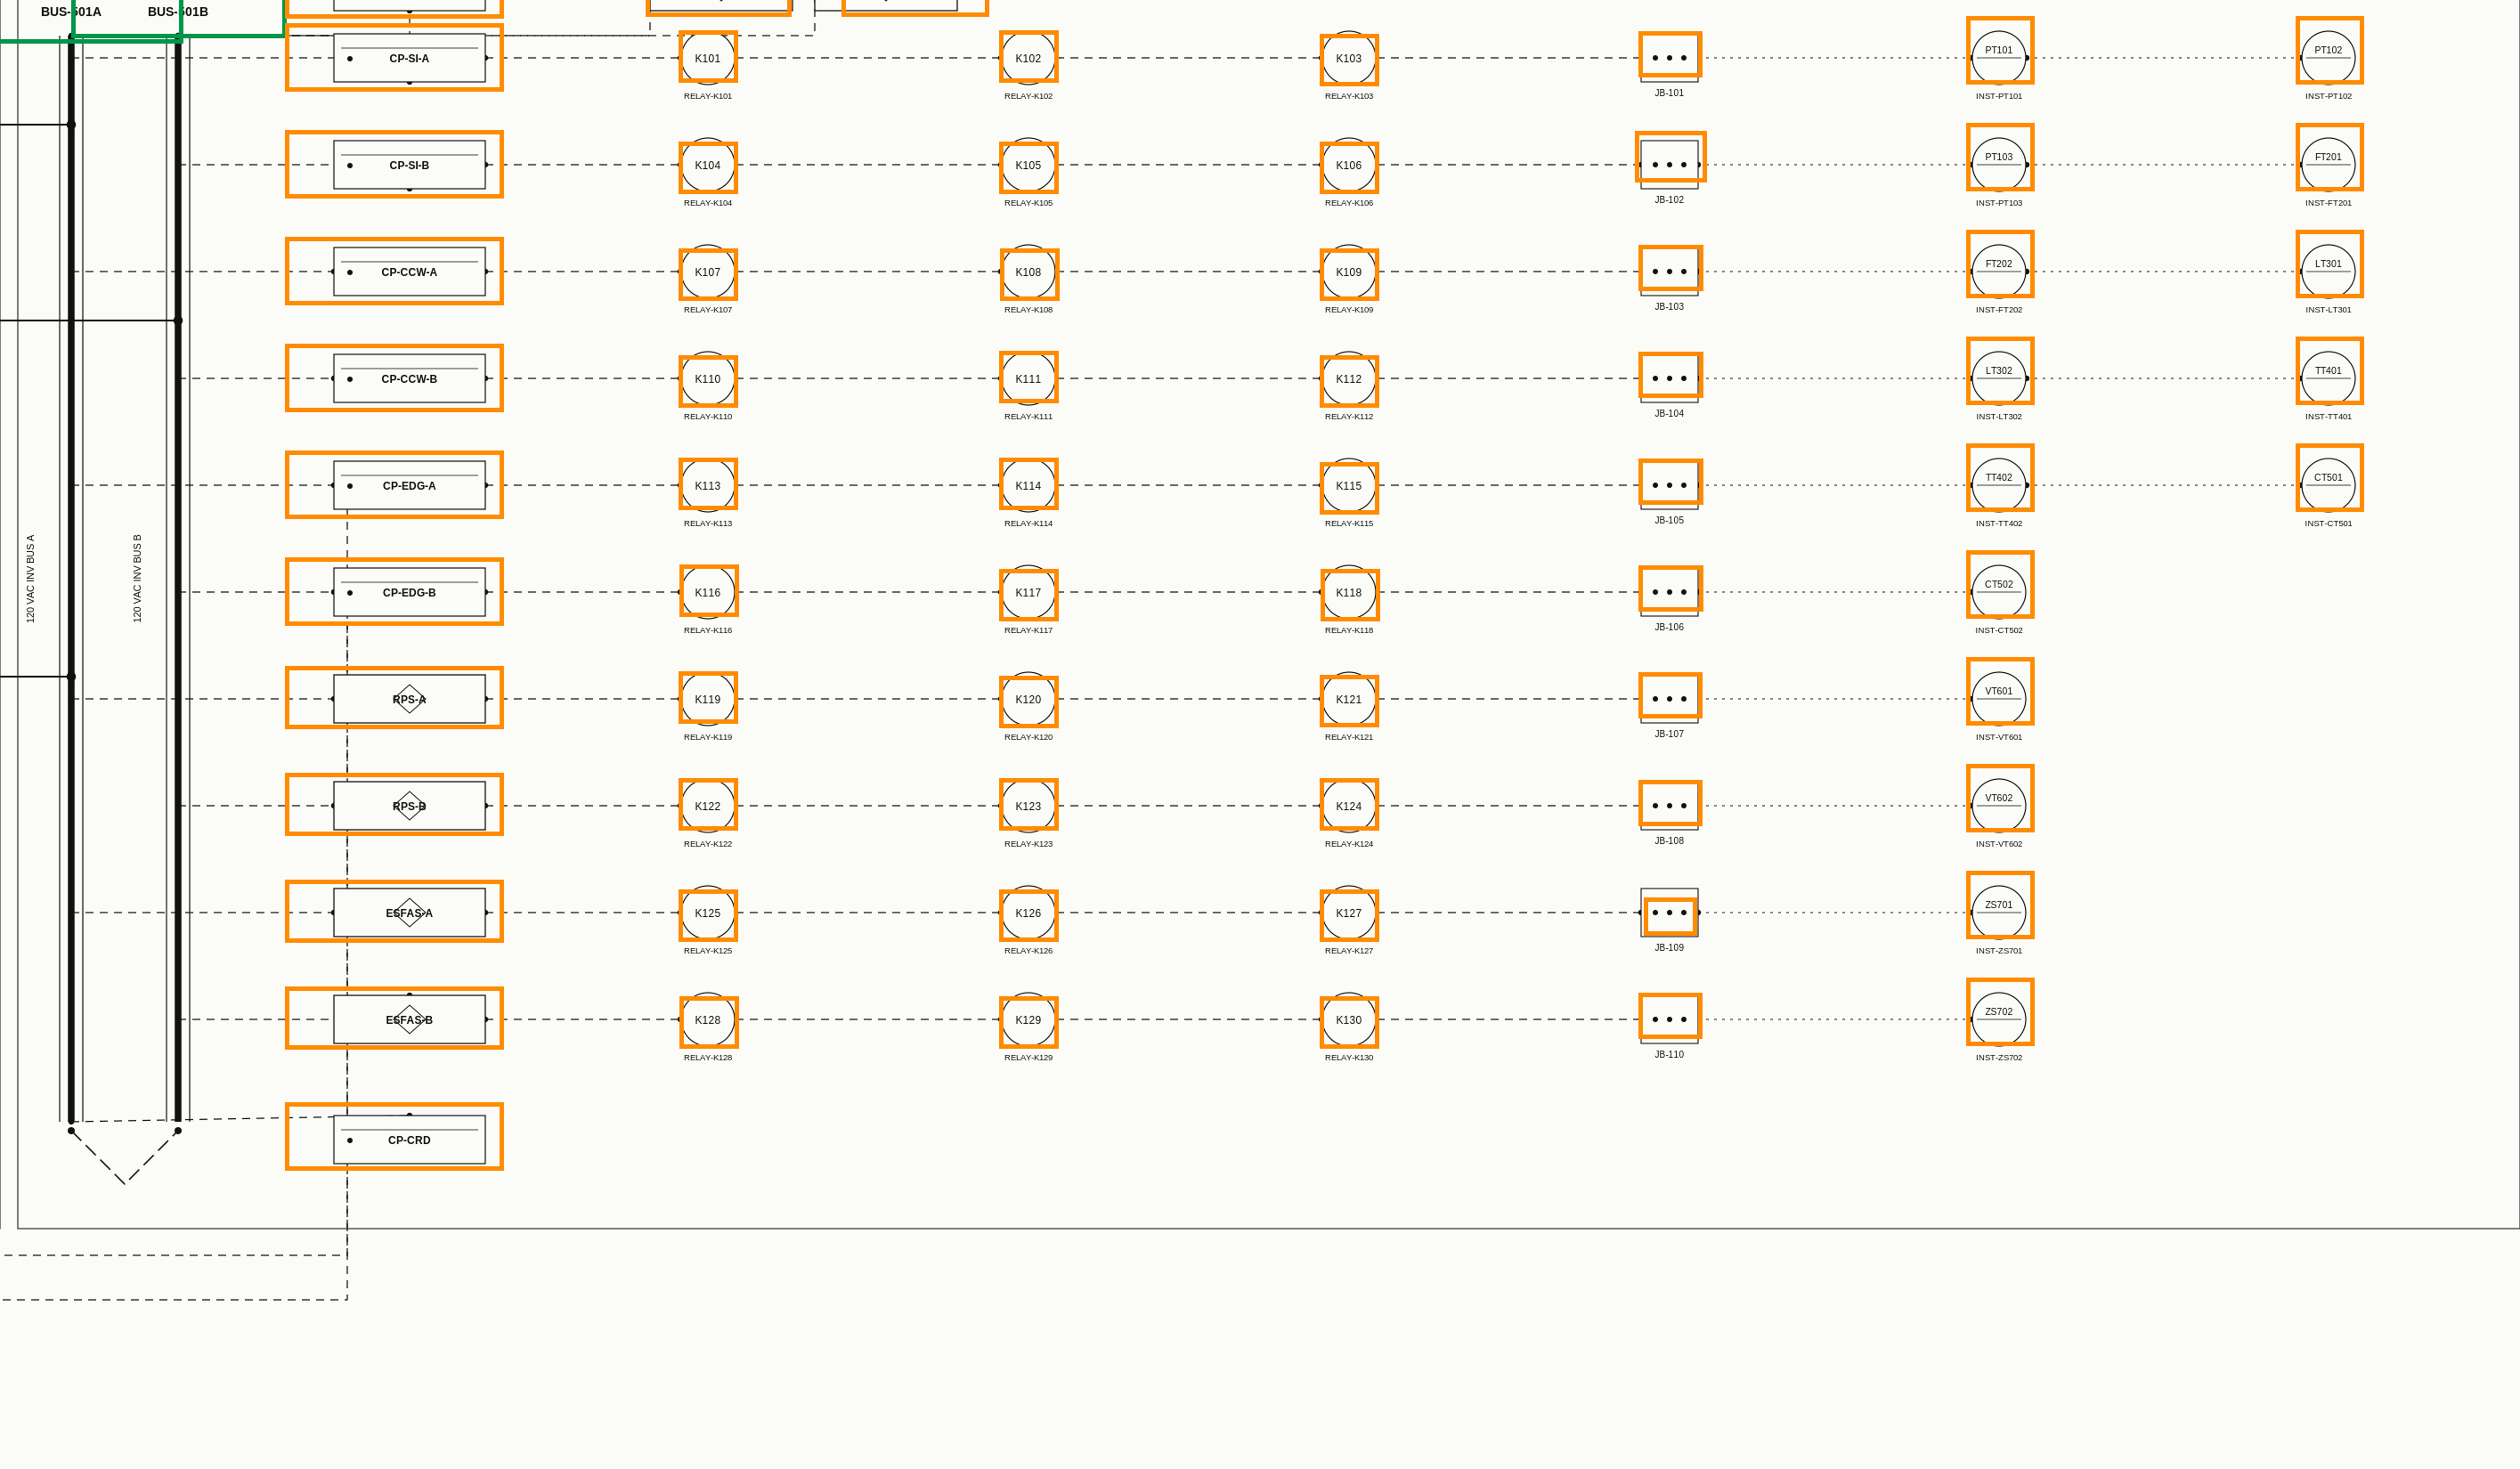 BUS-601A BUS-601B
CP-SI-A K101 K102 K103 PT101 PT102
RELAY-K101 RELAY-K102 RELAY-K103 JB-101 INST-PT101 INST-PT102
CP-SI-B K104 K105 K106 PT103 FT201
RELAY-K104 RELAY-K105 RELAY-K106 JB-102 INST-PT103 INST-FT201
CP-CCW-A K107 K108 K109 FT202 LT301
RELAY-K107 RELAY-K108 RELAY-K109 JB-103 INST-FT202 INST-LT301
CP-CCW-B K110 K111 K112 LT302 TT401
RELAY-K110 RELAY-K111 RELAY-K112 JB-104 INST-LT302 INST-TT401
CP-EDG-A K113 K114 K115 TT402 CT501
RELAY-K113 RELAY-K114 RELAY-K115 JB-105 INST-TT402 INST-CT501
120 VAC INV BUS A
120 VAC INV BUS B
CP-EDG-B K116 K117 K118 CT502
RELAY-K116 RELAY-K117 RELAY-K118 JB-106 INST-CT502
RPS-A K119 K120 K121 VT601
RELAY-K119 RELAY-K120 RELAY-K121 JB-107 INST-VT601
RPS-B K122 K123 K124 VT602
RELAY-K122 RELAY-K123 RELAY-K124 JB-108 INST-VT602
ESFAS-A K125 K126 K127 ZS701
RELAY-K125 RELAY-K126 RELAY-K127 JB-109 INST-ZS701
ESFAS-B K128 K129 K130 ZS702
RELAY-K128 RELAY-K129 RELAY-K130 JB-110 INST-ZS702
CP-CRD